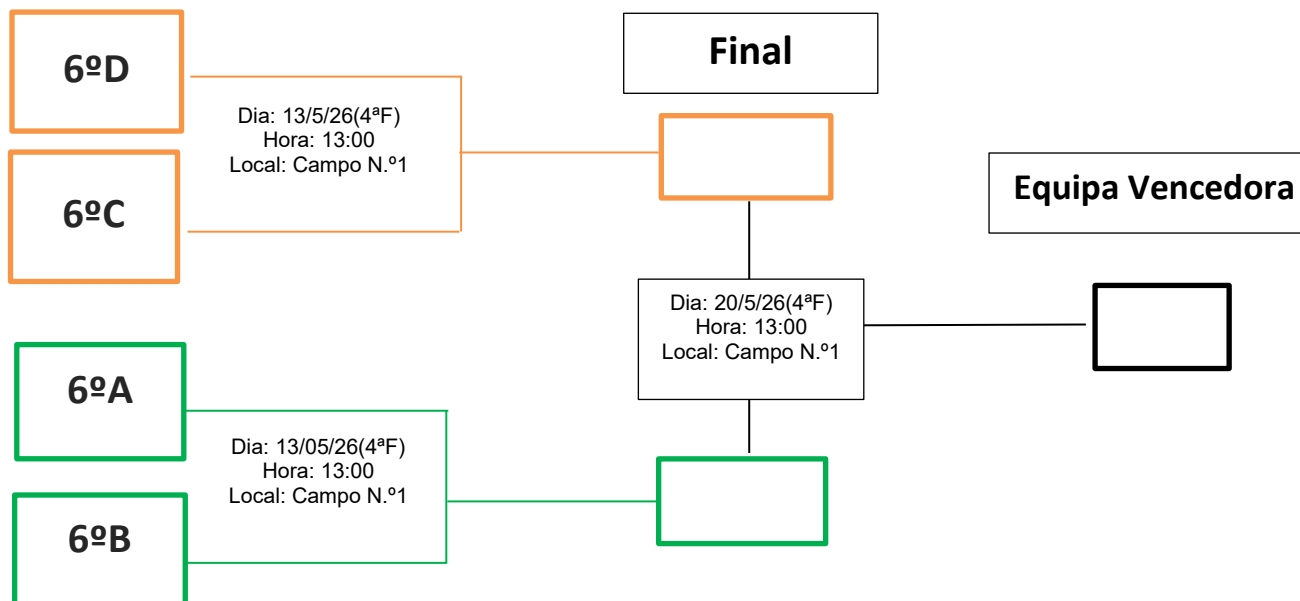 6ºD
Dia: 13/5/26(4ªF)
Hora: 13:00
Local: Campo N.º1
6ºC
Final
Equipa Vencedora
Dia: 20/5/26(4ªF)
Hora: 13:00
Local: Campo N.º1
6ºA
Dia: 13/05/26(4ªF)
Hora: 13:00
Local: Campo N.º1
6ºB